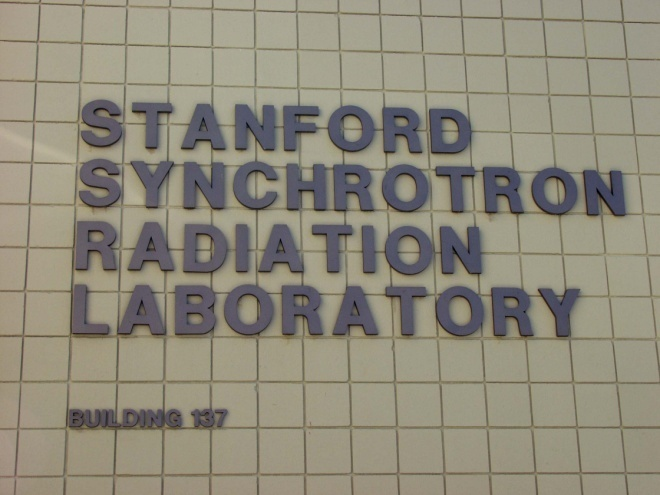 STANFORD
SYNCHROTRON
RADIATION
LABORATORY
BUILDING 137